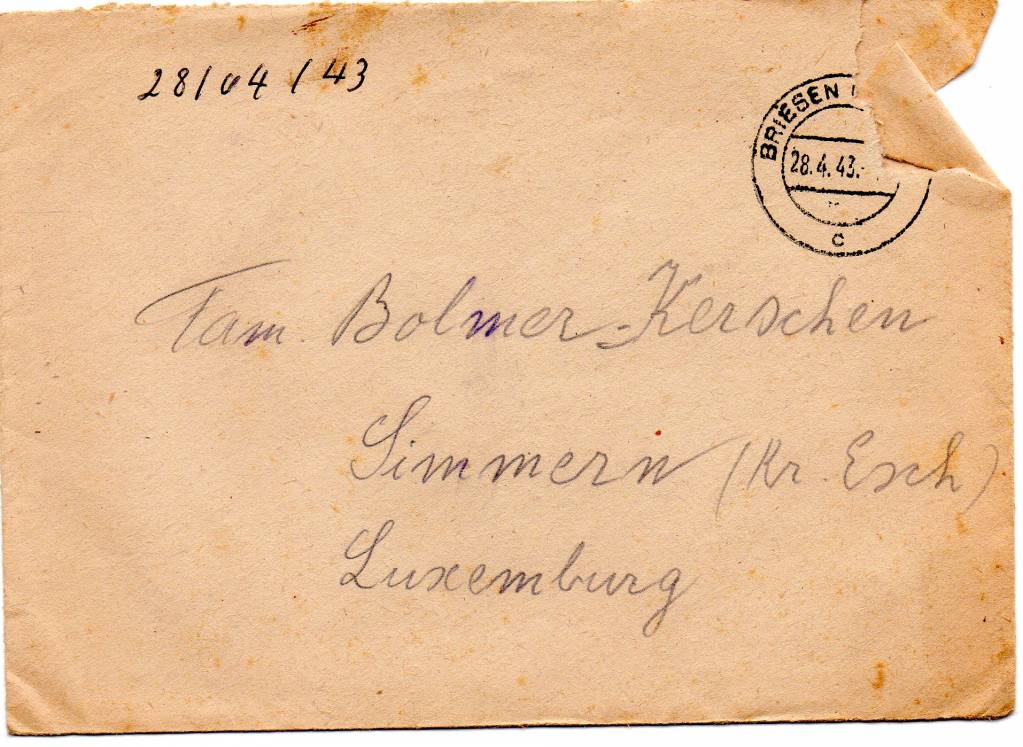 28/04/43
BRIESEN
28.4.43.
c
Fam. Bolmer-Kerschen
Simmern (Kr. Esch)
Luxemburg